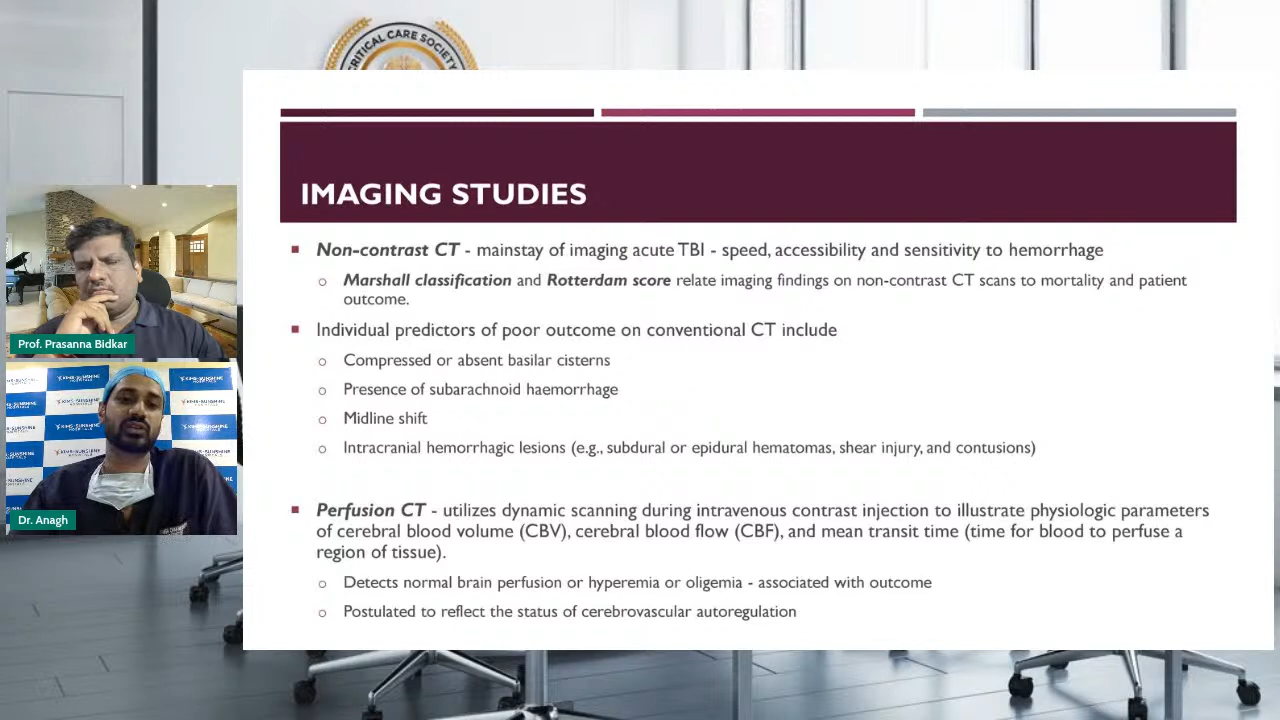 CRITICAL CARE SOCIETY
IMAGING STUDIES
Non-contrast CT - mainstay of imaging acute TBI - speed, accessibility and sensitivity to hemorrhage
Marshall classification and Rotterdam score relate imaging findings on non-contrast CT scans to mortality and patient
outcome.
Individual predictors of poor outcome on conventional CT include
Compressed or absent basilar cisterns
Presence of subarachnoid haemorrhage
Midline shift
Intracranial hemorrhagic lesions (e.g., subdural or epidural hematomas, shear injury, and contusions)
Perfusion CT - utilizes dynamic scanning during intravenous contrast injection to illustrate physiologic parameters
of cerebral blood volume (CBV), cerebral blood flow (CBF), and mean transit time (time for blood to perfuse a
region of tissue).
Detects normal brain perfusion or hyperemia or oligemia - associated with outcome
Postulated to reflect the status of cerebrovascular autoregulation
Prof. Prasanna Bidkar
KIMS-SUNSHINE
HOSPITALS
Dr. Anagh